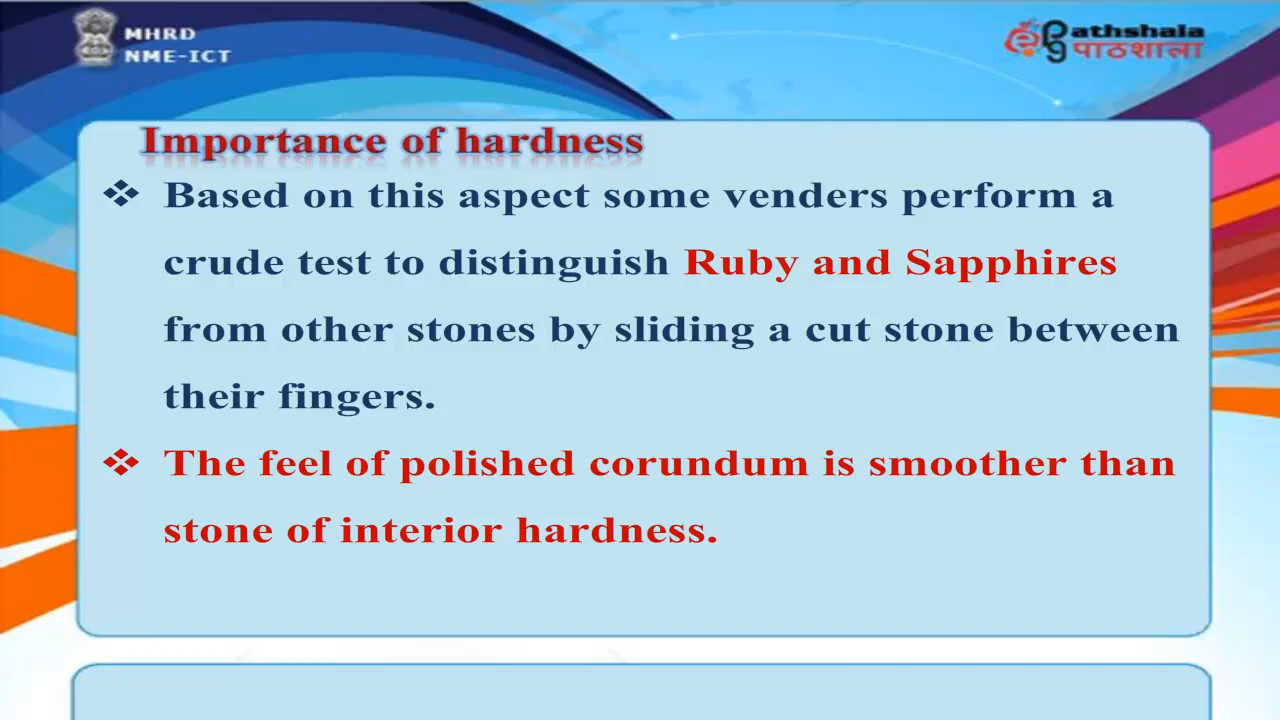 MHRD
NME-ICT
epg athshala
पाठशाला
Importance of hardness
❖ Based on this aspect some venders perform a
crude test to distinguish Ruby and Sapphires
from other stones by sliding a cut stone between
their fingers.
❖ The feel of polished corundum is smoother than
stone of interior hardness.